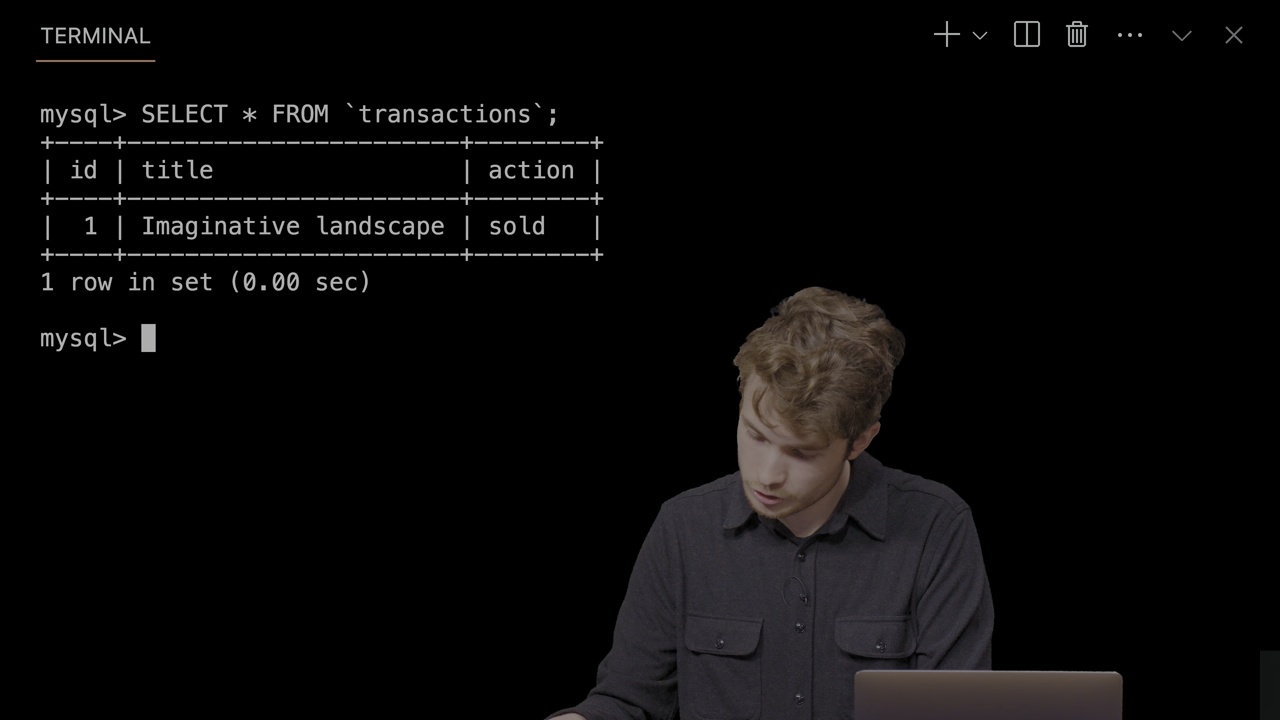 TERMINAL
mysql> SELECT * FROM `transactions`;
+----+-----------------------+--------+
| id | title                 | action |
+----+-----------------------+--------+
|  1 | Imaginative landscape | sold   |
+----+-----------------------+--------+
1 row in set (0.00 sec)
mysql>